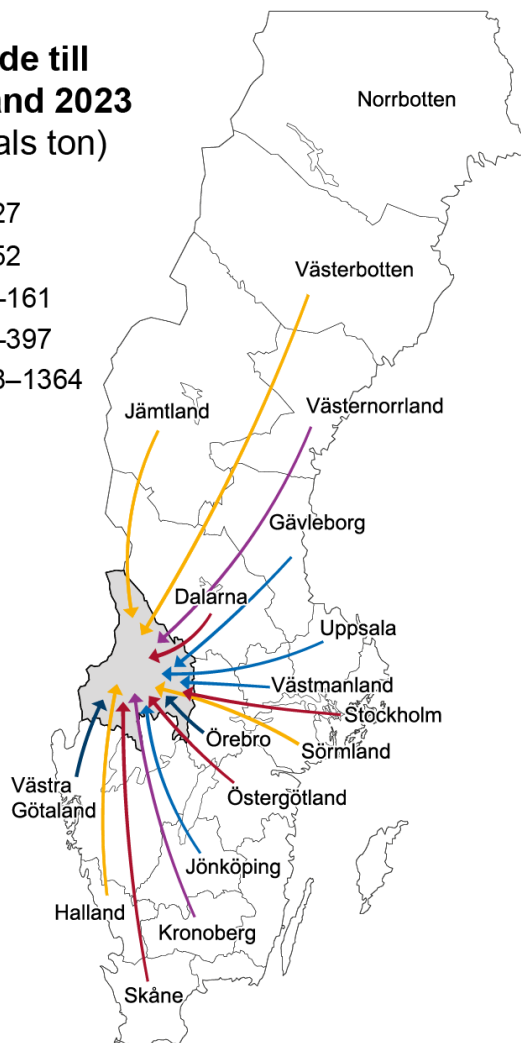 de till
and 2023
als ton)
27
52
–161
–397
3–1364
Norrbotten
Västerbotten
Jämtland
Västernorrland
Gävleborg
Dalarna
Uppsala
Västmanland
Stockholm
Örebro
Sörmland
Västra
Götaland
Östergötland
Jönköping
Halland
Kronoberg
Skåne